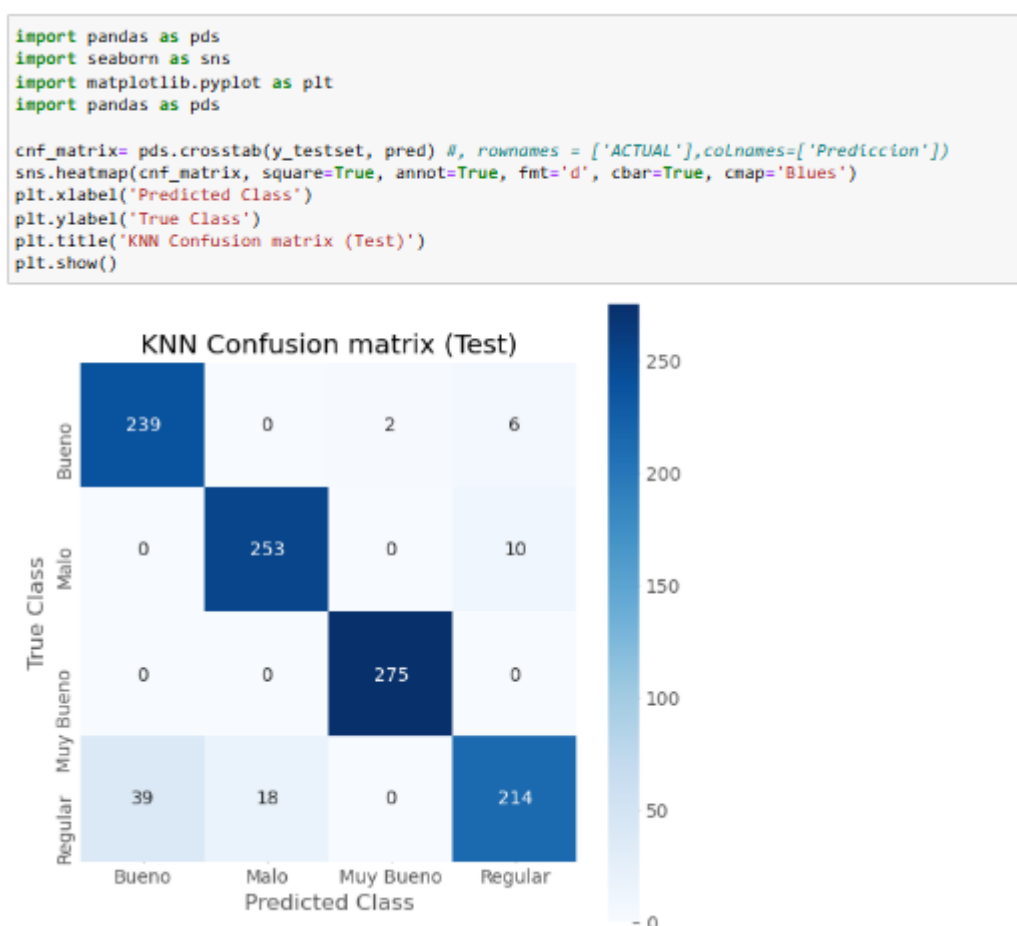 import pandas as pds
import seaborn as sns
import matplotlib.pyplot as plt
import pandas as pds
cnf_matrix= pds.crosstab(y_testset, pred) #, rownames = ['ACTUAL'],colnames=['Prediccion'])
sns.heatmap(cnf_matrix, square=True, annot=True, fmt='d', cbar=True, cmap='Blues')
plt.xlabel('Predicted Class')
plt.ylabel('True Class')
plt.title('KNN Confusion matrix (Test)')
plt.show()
KNN Confusion matrix (Test)
True Class
Bueno 239 0 2 6
Malo 0 253 0 10
Muy Bueno 0 0 275 0
Regular 39 18 0 214
Bueno Malo Muy Bueno Regular
Predicted Class
250
200
150
100
50
0